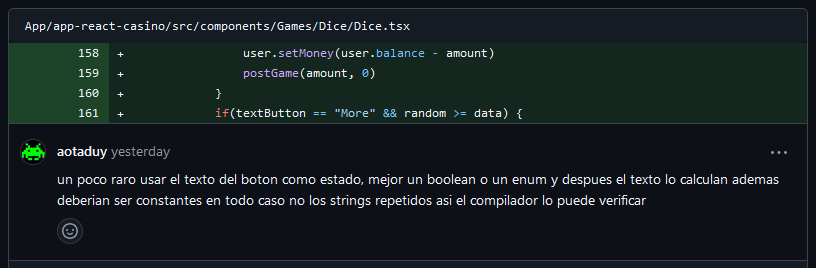 App/app-react-casino/src/components/Games/Dice/Dice.tsx
158 + user.setMoney(user.balance - amount)
159 + postGame(amount, 0)
160 + }
161 + if(textButton == "More" && random >= data) {
aotaduy yesterday
un poco raro usar el texto del boton como estado, mejor un boolean o un enum y despues el texto lo calculan ademas
deberian ser constantes en todo caso no los strings repetidos asi el compilador lo puede verificar